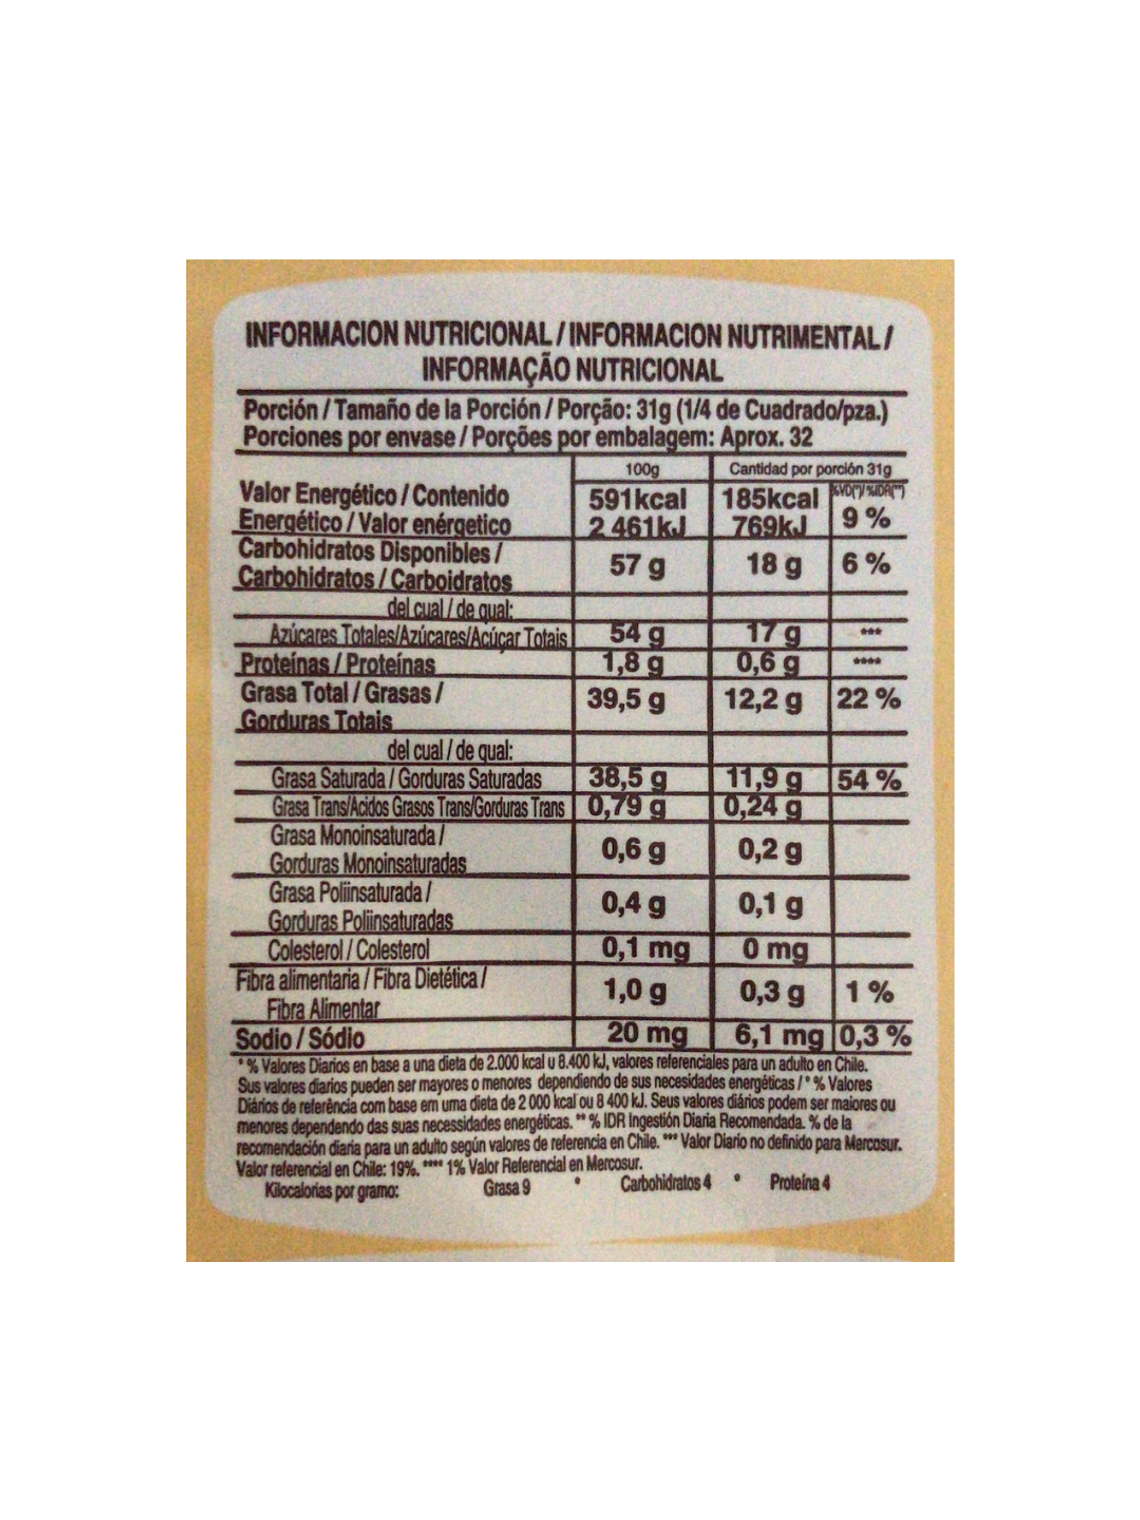 INFORMACION NUTRICIONAL / INFORMACION NUTRIMENTAL /
INFORMAÇÃO NUTRICIONAL
Porción / Tamaño de la Porción / Porção: 31g (1/4 de Cuadrado/pza.)
Porciones por envase / Porções por embalagem: Aprox. 32
100g Cantidad por porción 31g
%VD(*)/ %IDR(**)
Valor Energético / Contenido 591kcal 185kcal
Energético / Valor enérgetico 2 461kJ 769kJ 9 %
Carbohidratos Disponibles /
Carbohidratos / Carboidratos 57 g 18 g 6 %
del cual / de qual:
Azúcares Totales/Azúcares/Acúçar Totais 54 g 17 g ***
Proteínas / Proteínas 1,8 g 0,6 g ****
Grasa Total / Grasas / 39,5 g 12,2 g 22 %
Gorduras Totais
del cual / de qual:
Grasa Saturada / Gorduras Saturadas 38,5 g 11,9 g 54 %
Grasa Trans/Acidos Grasos Trans/Gorduras Trans 0,79 g 0,24 g
Grasa Monoinsaturada /
Gorduras Monoinsaturadas 0,6 g 0,2 g
Grasa Poliinsaturada /
Gorduras Poliinsaturadas 0,4 g 0,1 g
Colesterol / Colesterol 0,1 mg 0 mg
Fibra alimentaria / Fibra Dietética /
Fibra Alimentar 1,0 g 0,3 g 1 %
Sodio / Sódio 20 mg 6,1 mg 0,3 %
* % Valores Diarios en base a una dieta de 2.000 kcal u 8.400 kJ, valores referenciales para un adulto en Chile.
Sus valores diarios pueden ser mayores o menores dependiendo de sus necesidades energéticas / * % Valores
Diários de referência com base em uma dieta de 2 000 kcal ou 8 400 kJ. Seus valores diários podem ser maiores ou
menores dependendo das suas necessidades energéticas. ** % IDR Ingestión Diaria Recomendada. % de la
recomendación diaria para un adulto según valores de referencia en Chile. *** Valor Diario no definido para Mercosur.
Valor referencial en Chile: 19%. **** 1% Valor Referencial en Mercosur.
Kilocalorias por gramo: Grasa 9 • Carbohidratos 4 • Proteína 4